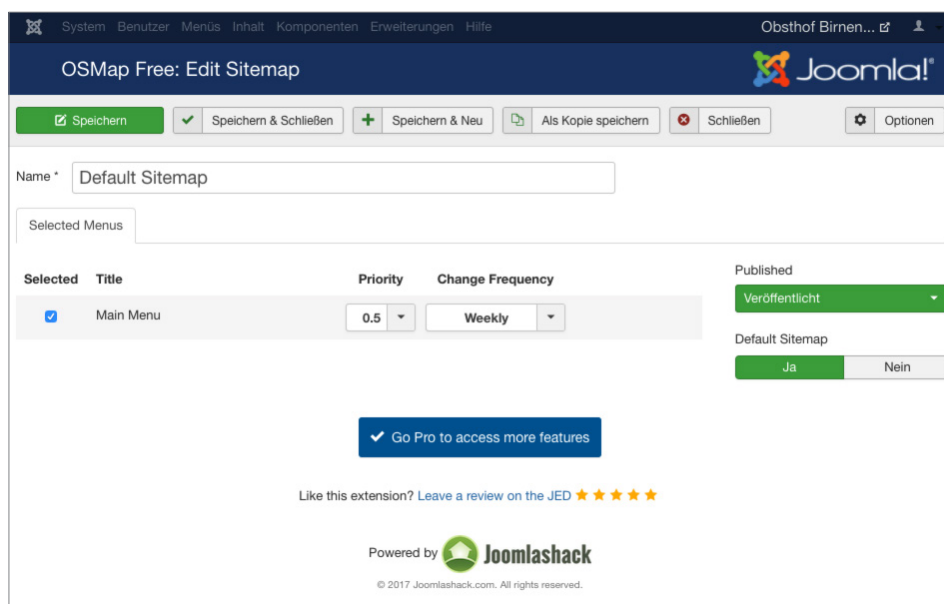 System Benutzer Menüs Inhalt Komponenten Erweiterungen Hilfe Obsthof Birnen...
OSMap Free: Edit Sitemap Joomla!®
Speichern Speichern & Schließen Speichern & Neu Als Kopie speichern Schließen Optionen
Name * Default Sitemap
Selected Menus
Selected Title Priority Change Frequency Published
Veröffentlicht
Main Menu 0.5 Weekly
Default Sitemap
Ja Nein
Go Pro to access more features
Like this extension? Leave a review on the JED
Powered by Joomlashack
© 2017 Joomlashack.com. All rights reserved.